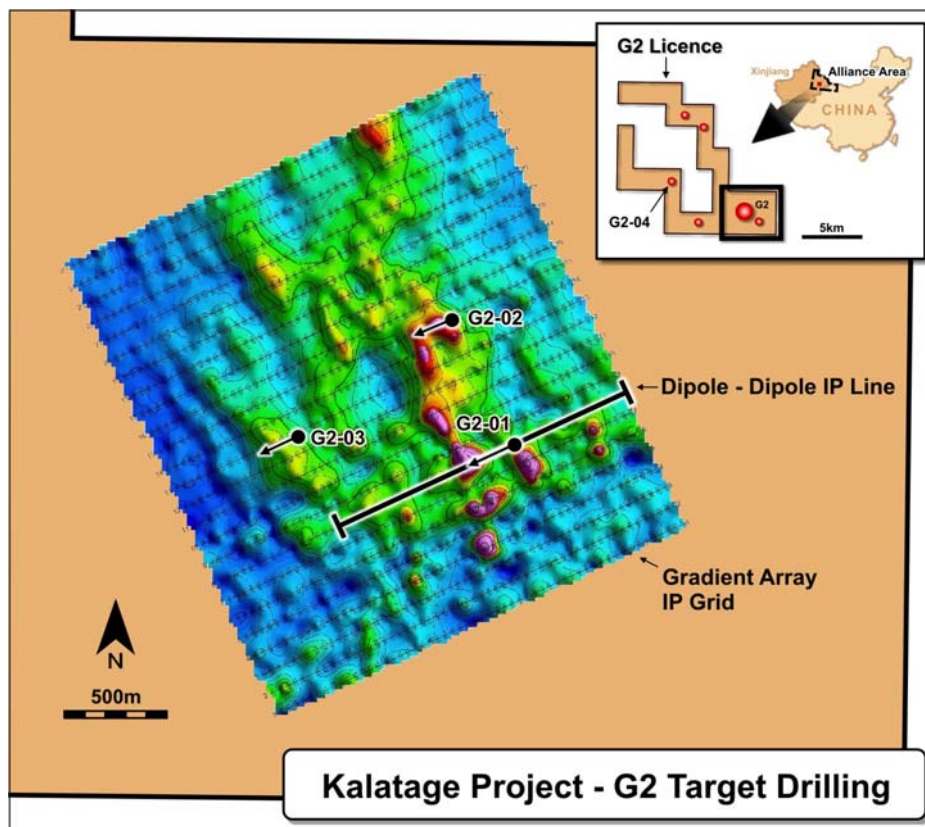 G2 Licence
Xinjiang
Alliance Area
CHINA
G2
G2-04
5km
G2-02
Dipole - Dipole IP Line
G2-01
G2-03
Gradient Array
IP Grid
N
500m
Kalatage Project - G2 Target Drilling